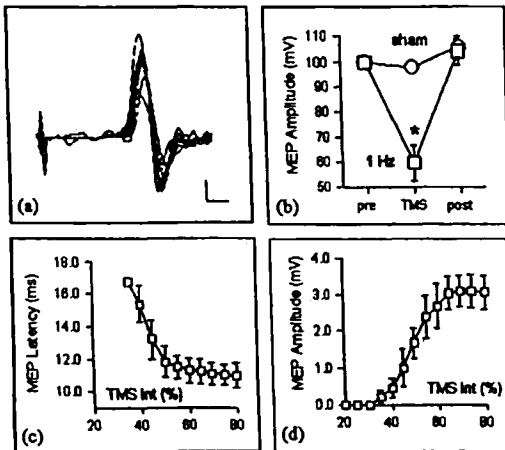 (a)
MEP Amplitude (mV)
110
100
90
80
70
60
50
sham
*
1 Hz
pre
TMS
post
(b)
MEP Latency (ms)
18.0
16.0
14.0
12.0
10.0
TMS Int (%)
20
40
60
80
(c)
MEP Amplitude (mV)
4.0
3.0
2.0
1.0
0.0
TMS Int (%)
20
40
60
80
(d)